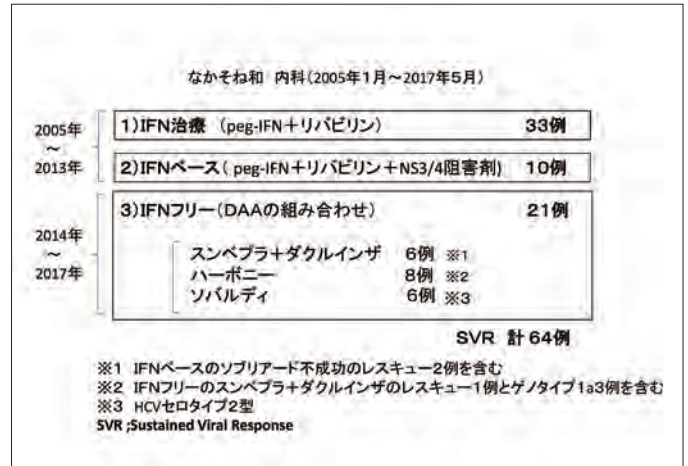 なかそね和 内科(2005年1月～2017年5月)
2005年
～
2013年
1)IFN治療 (peg-IFN+リバビリン) 33例
2)IFNベース( peg-IFN+リバビリン+NS3/4阻害剤) 10例
2014年
～
2017年
3)IFNフリー(DAAの組み合わせ) 21例
スンベプラ+ダクルインザ 6例 ※1
ハーボニー 8例 ※2
ソバルディ 6例 ※3
SVR 計 64例
※1 IFNベースのソブリアード不成功のレスキュー2例を含む
※2 IFNフリーのスンベプラ+ダクルインザのレスキュー1例とゲノタイプ1a3例を含む
※3 HCVセロタイプ2型
SVR ;Sustained Viral Response